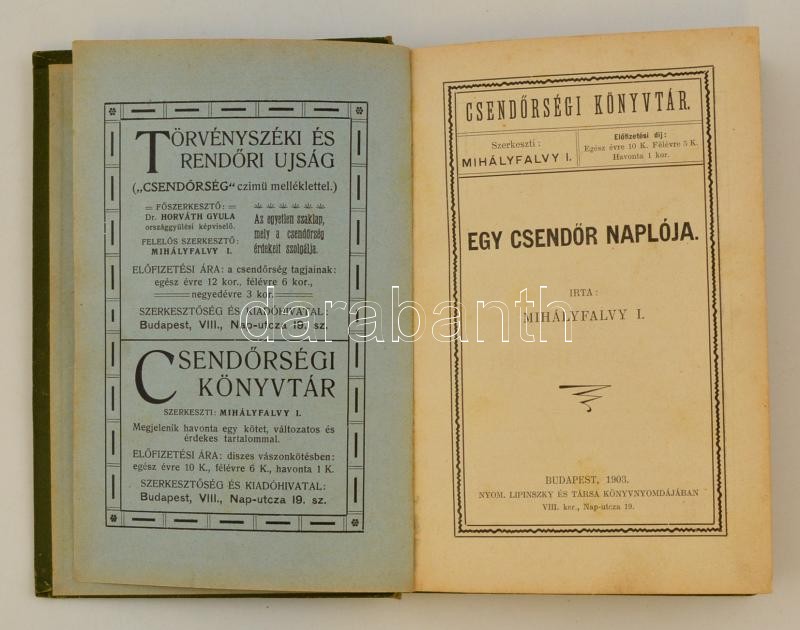 TÖRVÉNYSZÉKI ÉS
RENDŐRI UJSÁG
(„CSENDŐRSÉG" czimü melléklettel.)
FŐSZERKESZTŐ:
Dr. HORVÁTH GYULA
országgyülési képviselő.
FELELŐS SZERKESZTŐ:
MIHÁLYFALVY I.
Az egyetlen szaklap,
mely a csendőrség
érdekeit szolgálja.
ELŐFIZETÉSI ÁRA: a csendőrség tagjainak:
egész évre 12 kor., félévre 6 kor.,
negyedévre 3 kor.
SZERKESZTŐSÉG ÉS KIADÓHIVATAL:
Budapest, VIII., Nap-utcza 19. sz.
CSENDŐRSÉGI
KÖNYVTÁR
SZERKESZTI: MIHÁLYFALVY I.
Megjelenik havonta egy kötet, változatos és
érdekes tartalommal.
ELŐFIZETÉSI ÁRA: diszes vászonkötésben:
egész évre 10 K., félévre 6 K., havonta 1 K.
SZERKESZTŐSÉG ÉS KIADÓHIVATAL:
Budapest, VIII., Nap-utcza 19. sz.
CSENDŐRSÉGI KÖNYVTÁR.
Szerkeszti:
MIHÁLYFALVY I.
Előfizetési dij:
Egész évre 10 K. Félévre 5 K.
Havonta 1 kor.
EGY CSENDŐR NAPLÓJA.
IRTA:
MIHÁLYFALVY I.
BUDAPEST, 1903.
NYOM. LIPINSZKY ÉS TÁRSA KÖNYVNYOMDÁJÁBAN
VIII. ker., Nap-utcza 19.
darabanth